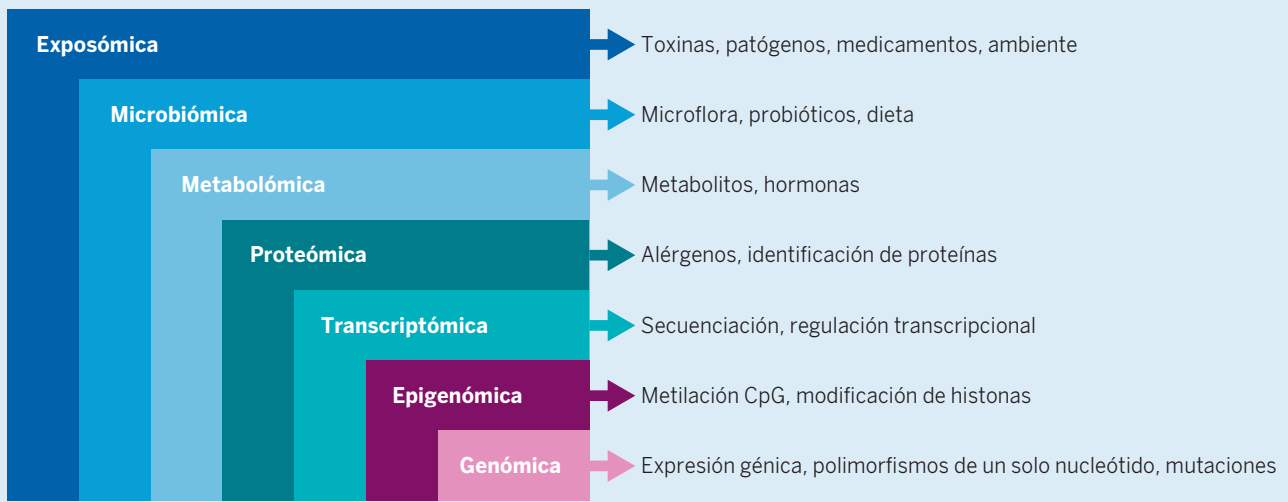 Exposómica
Toxinas, patógenos, medicamentos, ambiente
Microbiómica
Microflora, probióticos, dieta
Metabolómica
Metabolitos, hormonas
Proteómica
Alérgenos, identificación de proteínas
Transcriptómica
Secuenciación, regulación transcripcional
Epigenómica
Metilación CpG, modificación de histonas
Genómica
Expresión génica, polimorfismos de un solo nucleótido, mutaciones